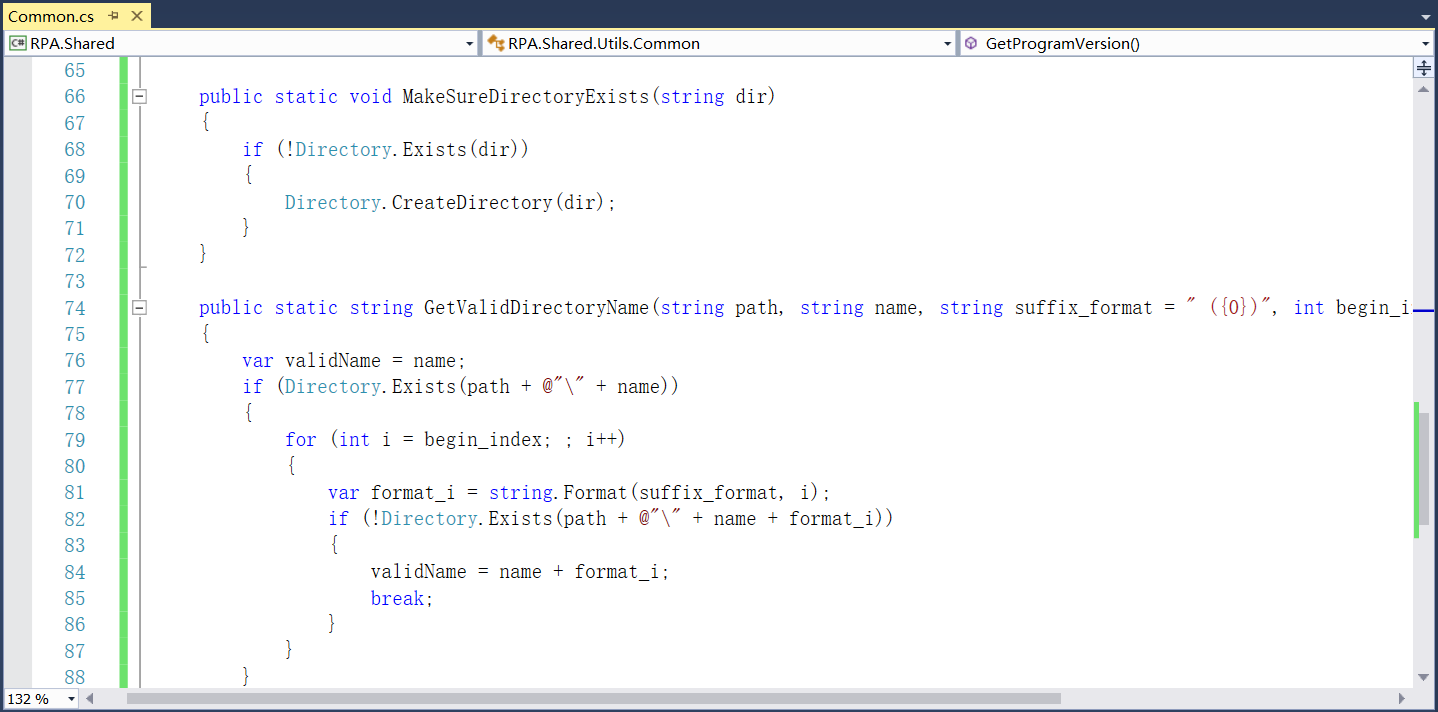 Common.cs
RPA.Shared
RPA.Shared.Utils.Common
GetProgramVersion()
65
66 public static void MakeSureDirectoryExists(string dir)
67 {
68 if (!Directory.Exists(dir))
69 {
70 Directory.CreateDirectory(dir);
71 }
72 }
73
74 public static string GetValidDirectoryName(string path, string name, string suffix_format = " ({0})", int begin_i
75 {
76 var validName = name;
77 if (Directory.Exists(path + @"\" + name))
78 {
79 for (int i = begin_index; ; i++)
80 {
81 var format_i = string.Format(suffix_format, i);
82 if (!Directory.Exists(path + @"\" + name + format_i))
83 {
84 validName = name + format_i;
85 break;
86 }
87 }
88 }
132 %